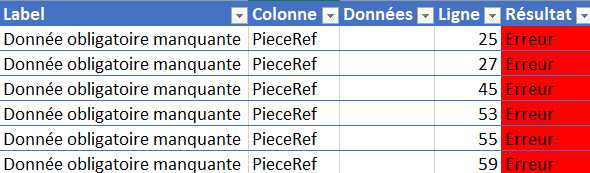 Label Colonne Données Ligne Résultat
Donnée obligatoire manquante PieceRef 25 Erreur
Donnée obligatoire manquante PieceRef 27 Erreur
Donnée obligatoire manquante PieceRef 45 Erreur
Donnée obligatoire manquante PieceRef 53 Erreur
Donnée obligatoire manquante PieceRef 55 Erreur
Donnée obligatoire manquante PieceRef 59 Erreur